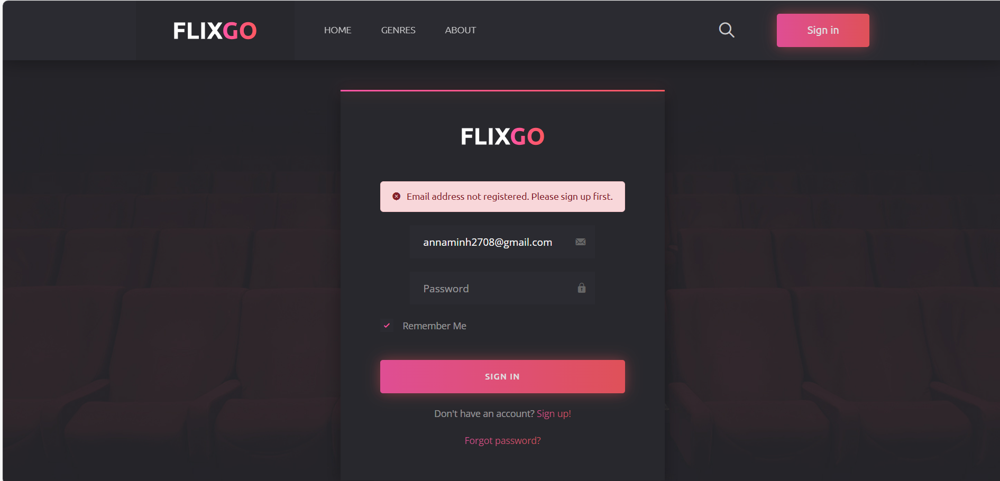 FLIXGO HOME GENRES ABOUT Sign in
FLIXGO
Email address not registered. Please sign up first.
annaminh2708@gmail.com
Password
Remember Me
SIGN IN
Don't have an account? Sign up!
Forgot password?